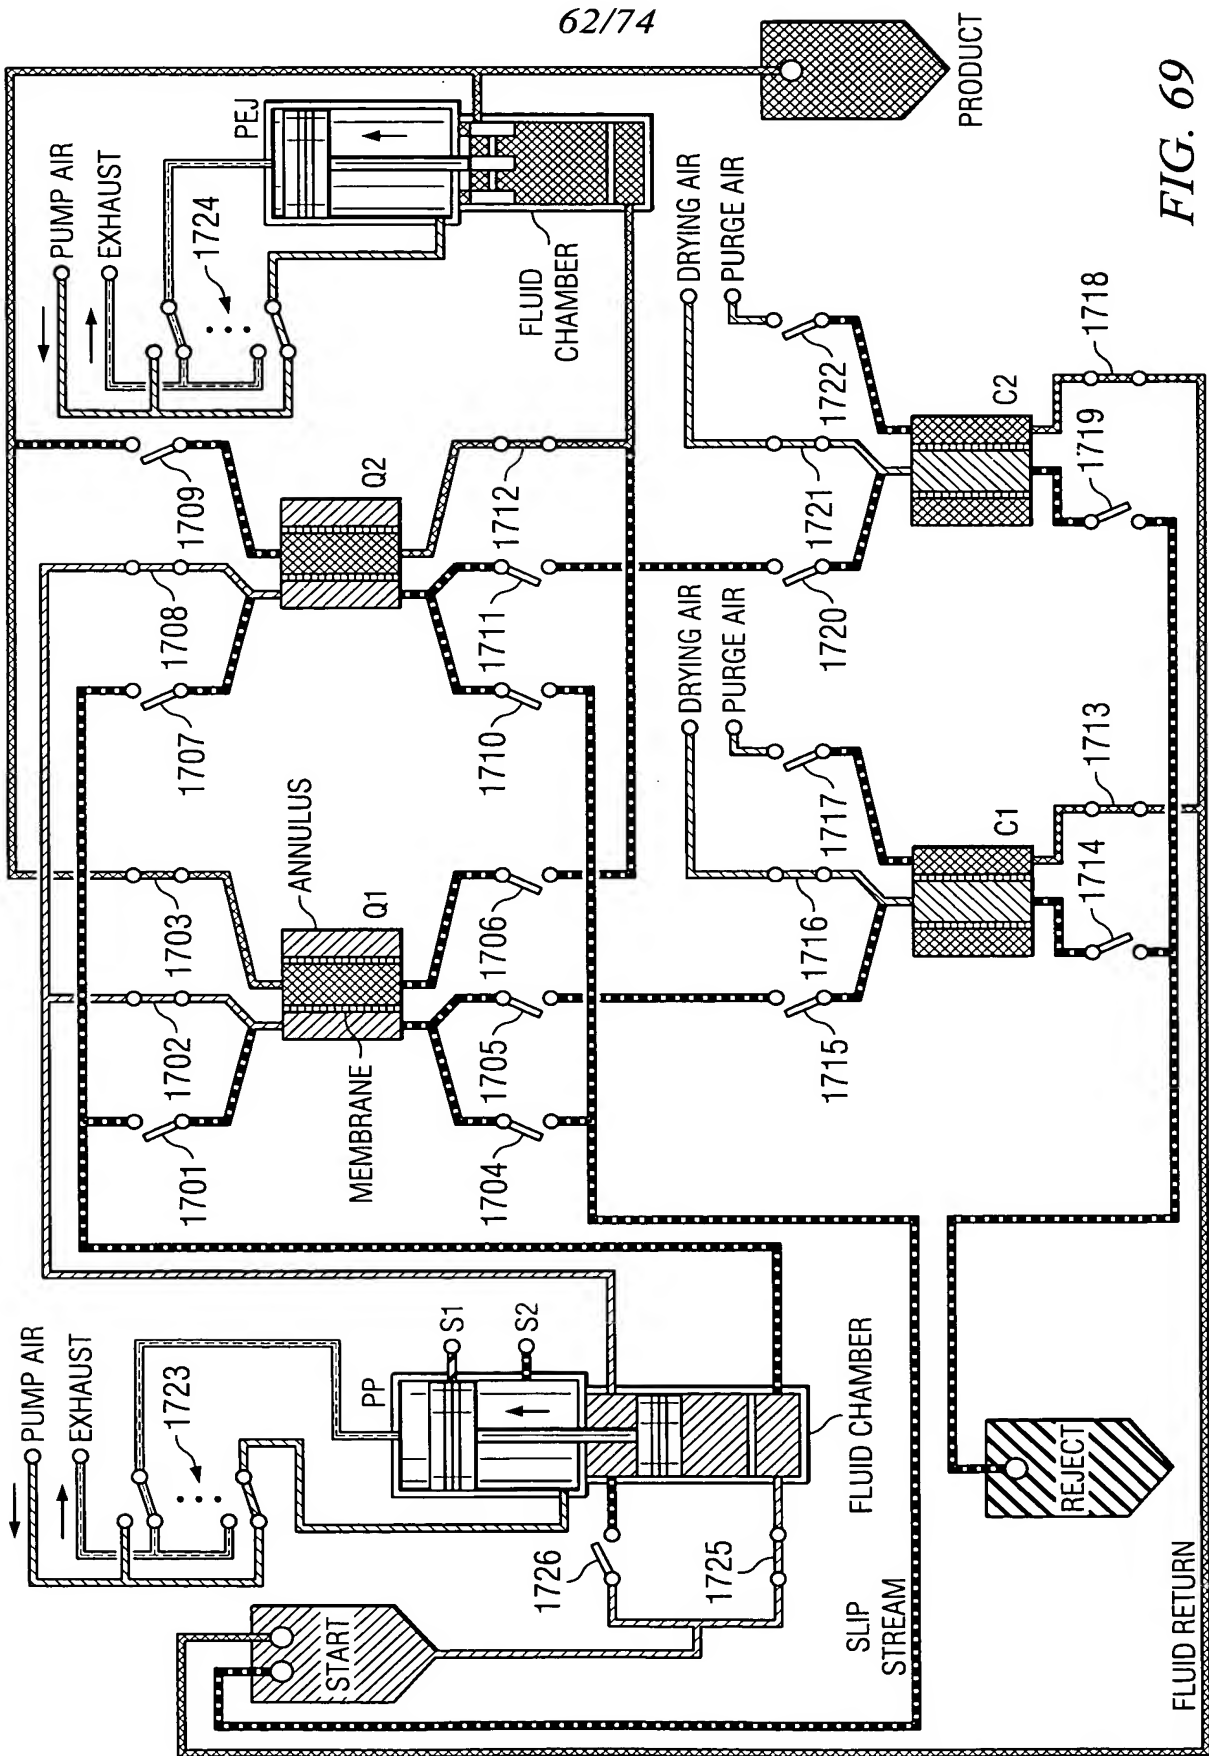 62/74
PUMP AIR
EXHAUST
1723
START
1726
1725
SLIP
STREAM
PP
S1
S2
FLUID CHAMBER
REJECT
FLUID RETURN
1701
1702
1703
MEMBRANE
ANNULUS
Q1
1704
1705
1706
1707
1708
1709
Q2
1710
1711
1712
PUMP AIR
EXHAUST
1724
PEJ
FLUID
CHAMBER
PRODUCT
DRYING AIR
PURGE AIR
1715
1716
1717
C1
1714
1713
DRYING AIR
PURGE AIR
1720
1721
1722
C2
1719
1718
FIG. 69